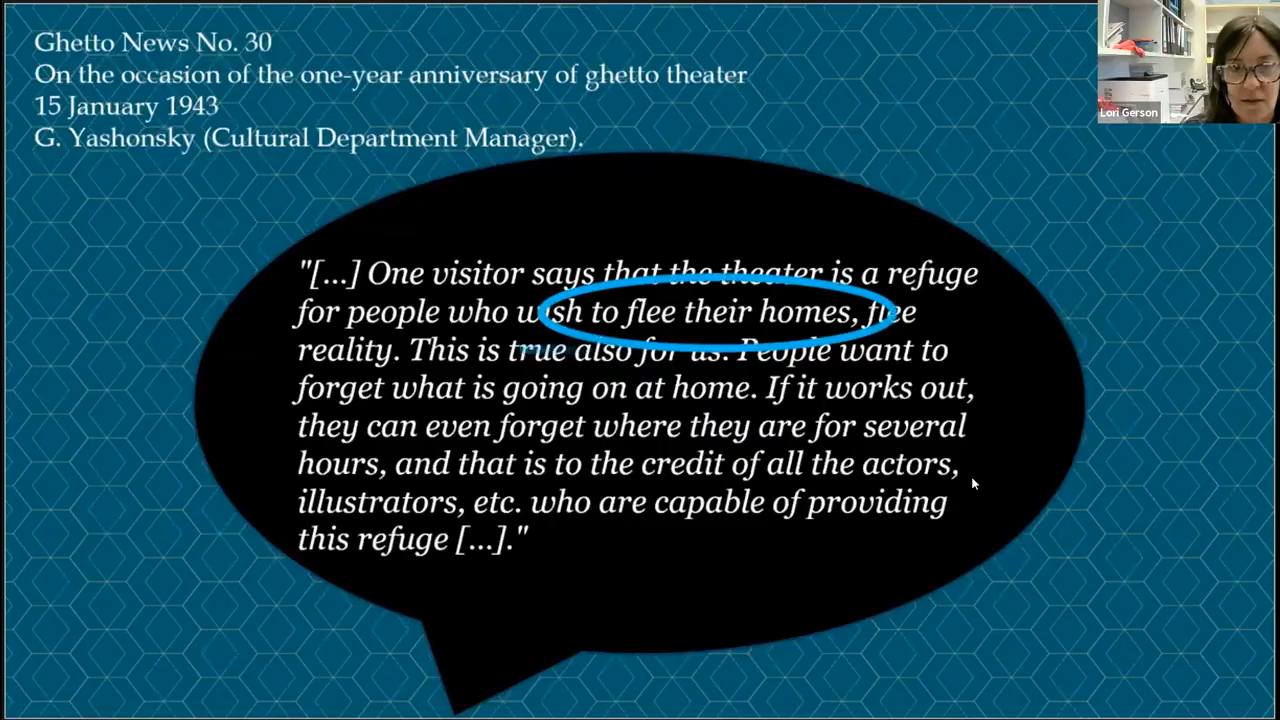 Ghetto News No. 30
On the occasion of the one-year anniversary of ghetto theater
15 January 1943
G. Yashonsky (Cultural Department Manager).
Lori Gerson
"[...] One visitor says that the theater is a refuge
for people who wish to flee their homes, flee
reality. This is true also for us. People want to
forget what is going on at home. If it works out,
they can even forget where they are for several
hours, and that is to the credit of all the actors,
illustrators, etc. who are capable of providing
this refuge [...]."